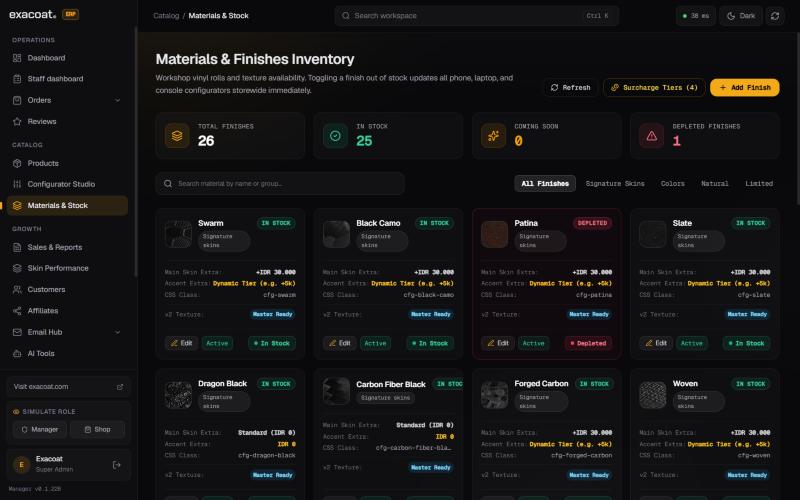 exacoat. ERP
OPERATIONS
Dashboard
Staff dashboard
Orders
Reviews
CATALOG
Products
Configurator Studio
Materials & Stock
GROWTH
Sales & Reports
Skin Performance
Customers
Affiliates
Email Hub
AI Tools
Visit exacoat.com
SIMULATE ROLE
Manager Shop
E Exacoat
Super Admin
Manager v0.1.228
Catalog / Materials & Stock
Search workspace Ctrl K
38 ms Dark
Materials & Finishes Inventory
Workshop vinyl rolls and texture availability. Toggling a finish out of stock updates all phone, laptop, and
console configurators storewide immediately.
Refresh Surcharge Tiers (4) Add Finish
TOTAL FINISHES
26
IN STOCK
25
COMING SOON
0
DEPLETED FINISHES
1
Search material by name or group..
All Finishes Signature Skins Colors Natural Limited
Swarm IN STOCK
Signature
skins
Main Skin Extra: +IDR 30.000
Accent Extra: Dynamic Tier (e.g. +5k)
CSS Class: cfg-swarm
v2 Texture: Master Ready
Edit Active In Stock
Black Camo IN STOCK
Signature
skins
Main Skin Extra: +IDR 30.000
Accent Extra: Dynamic Tier (e.g. +5k)
CSS Class: cfg-black-camo
v2 Texture: Master Ready
Edit Active In Stock
Patina DEPLETED
Signature
skins
Main Skin Extra: +IDR 30.000
Accent Extra: Dynamic Tier (e.g. +5k)
CSS Class: cfg-patina
v2 Texture: Master Ready
Edit Active Depleted
Slate IN STOCK
Signature
skins
Main Skin Extra: +IDR 30.000
Accent Extra: Dynamic Tier (e.g. +5k)
CSS Class: cfg-slate
v2 Texture: Master Ready
Edit Active In Stock
Dragon Black IN STOCK
Signature
skins
Main Skin Extra: Standard (IDR 0)
Accent Extra: IDR 0
CSS Class: cfg-dragon-black
v2 Texture: Master Ready
Carbon Fiber Black IN STOC
Signature skins
Main Skin Extra: Standard (IDR 0)
Accent Extra: IDR 0
CSS Class: cfg-carbon-fiber-bla…
v2 Texture: Master Ready
Forged Carbon IN STOCK
Signature
skins
Main Skin Extra: +IDR 30.000
Accent Extra: Dynamic Tier (e.g. +5k)
CSS Class: cfg-forged-carbon
v2 Texture: Master Ready
Woven IN STOCK
Signature
skins
Main Skin Extra: +IDR 30.000
Accent Extra: Dynamic Tier (e.g. +5k)
CSS Class: cfg-woven
v2 Texture: Master Ready